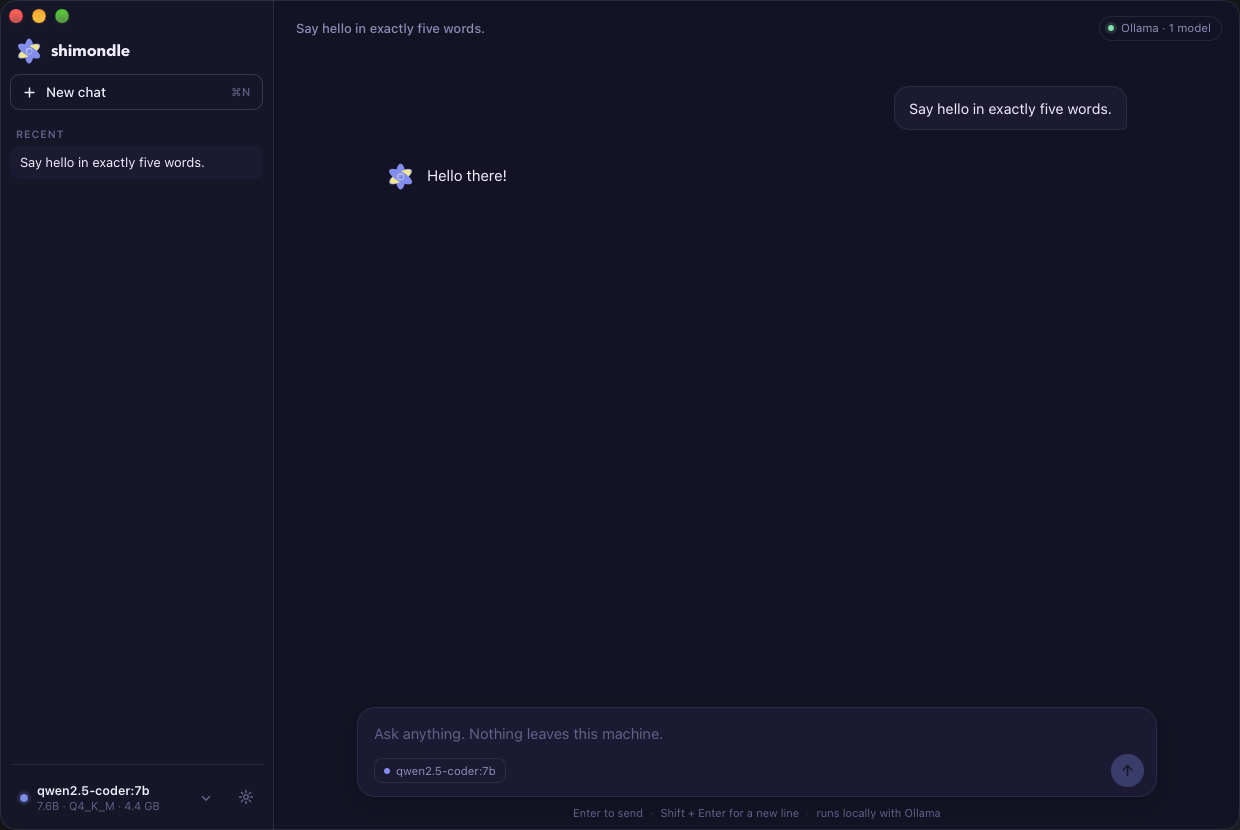 shimondle
New chat ⌘N
RECENT
Say hello in exactly five words.
qwen2.5-coder:7b
7.6B · Q4_K_M · 4.4 GB
Say hello in exactly five words.
Ollama · 1 model
Say hello in exactly five words.
Hello there!
Ask anything. Nothing leaves this machine.
qwen2.5-coder:7b
Enter to send · Shift + Enter for a new line · runs locally with Ollama